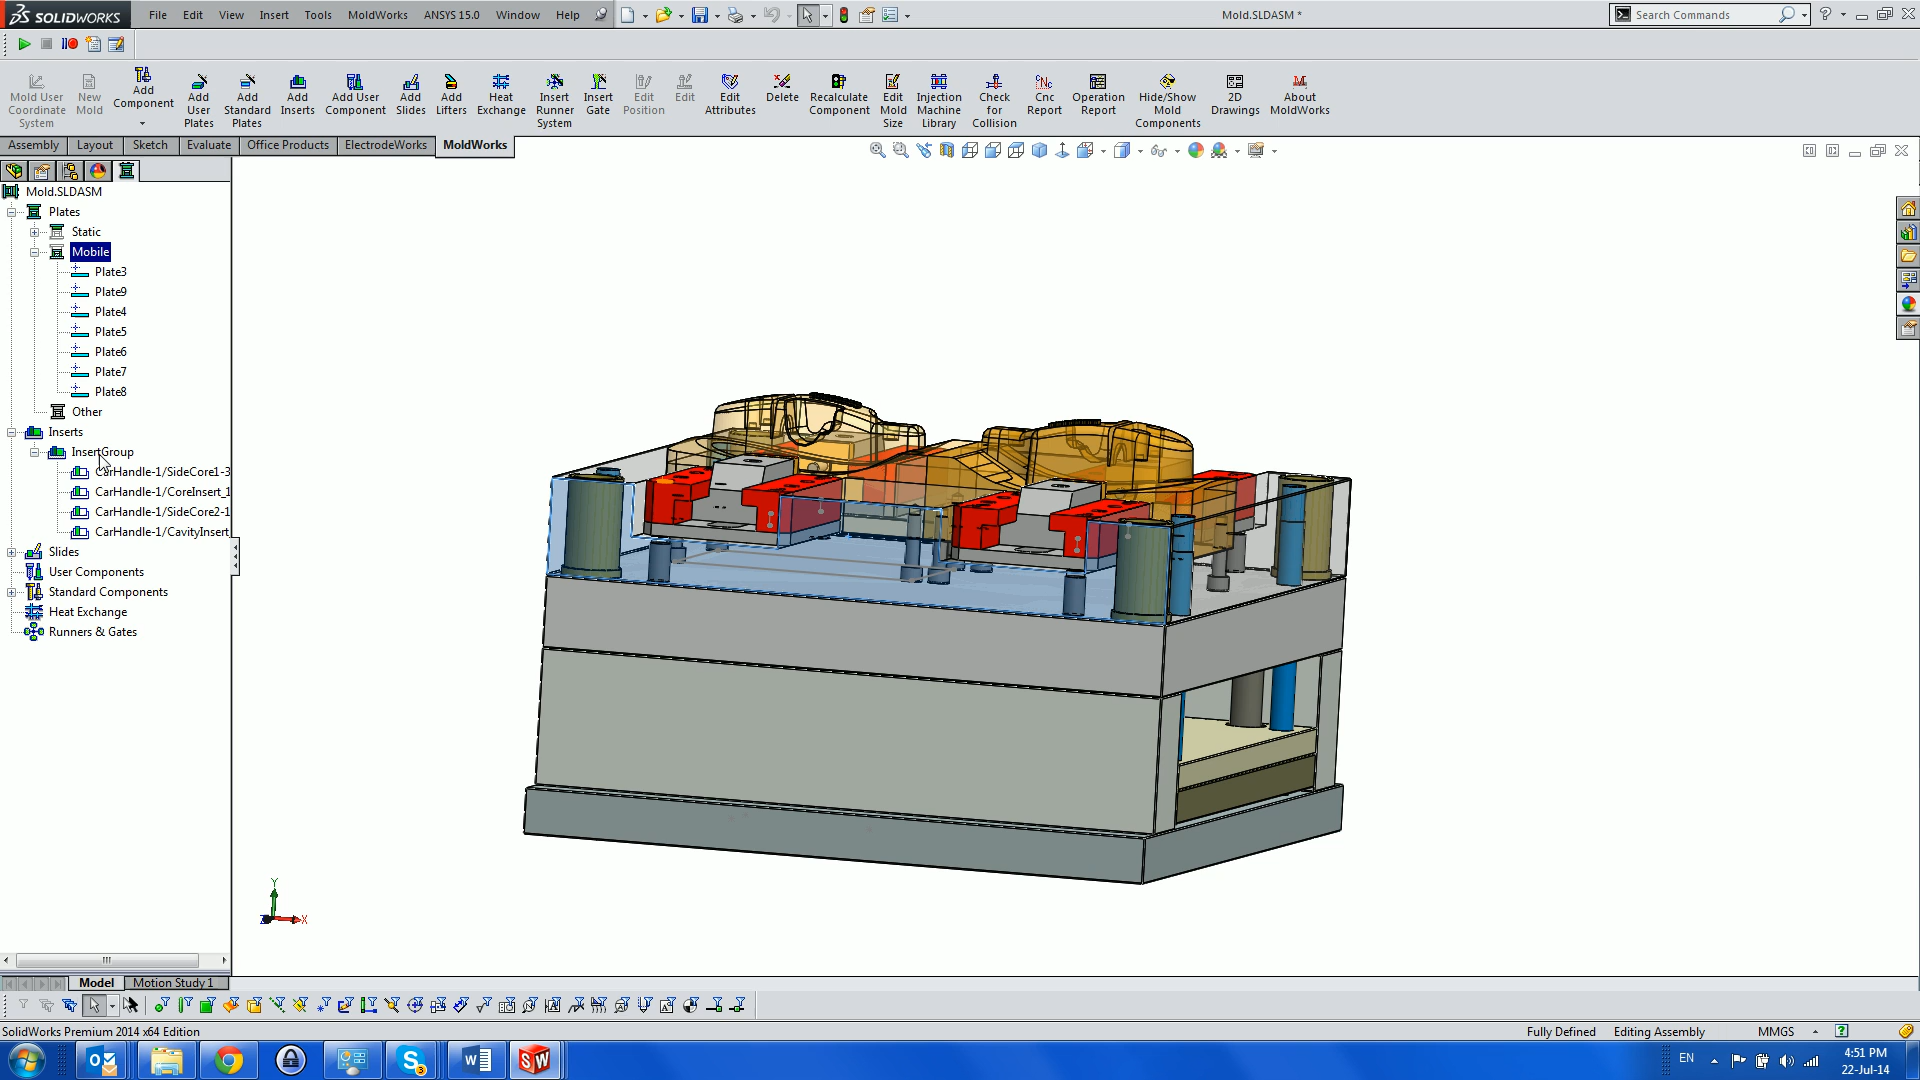 SOLIDWORKS
File Edit View Insert Tools MoldWorks ANSYS 15.0 Window Help
Mold.SLDASM *
Search Commands
Mold User Coordinate System
New Mold
Add Component
Add User Plates
Add Standard Plates
Add Inserts
Add User Component
Add Slides
Add Lifters
Heat Exchange
Insert Runner System
Insert Gate
Edit Position
Edit
Edit Attributes
Delete
Recalculate Component
Edit Mold Size
Injection Machine Library
Check for Collision
Cnc Report
Operation Report
Hide/Show Mold Components
2D Drawings
About MoldWorks
Assembly Layout Sketch Evaluate Office Products ElectrodeWorks MoldWorks
Mold.SLDASM
Plates
Static
Mobile
Plate3
Plate9
Plate4
Plate5
Plate6
Plate7
Plate8
Other
Inserts
InsertGroup
CarHandle-1/SideCore1-3
CarHandle-1/CoreInsert_1
CarHandle-1/SideCore2-1
CarHandle-1/CavityInsert
Slides
User Components
Standard Components
Heat Exchange
Runners & Gates
Y
X
Z
Model Motion Study 1
SolidWorks Premium 2014 x64 Edition
Fully Defined Editing Assembly MMGS
EN
4:51 PM
22-Jul-14